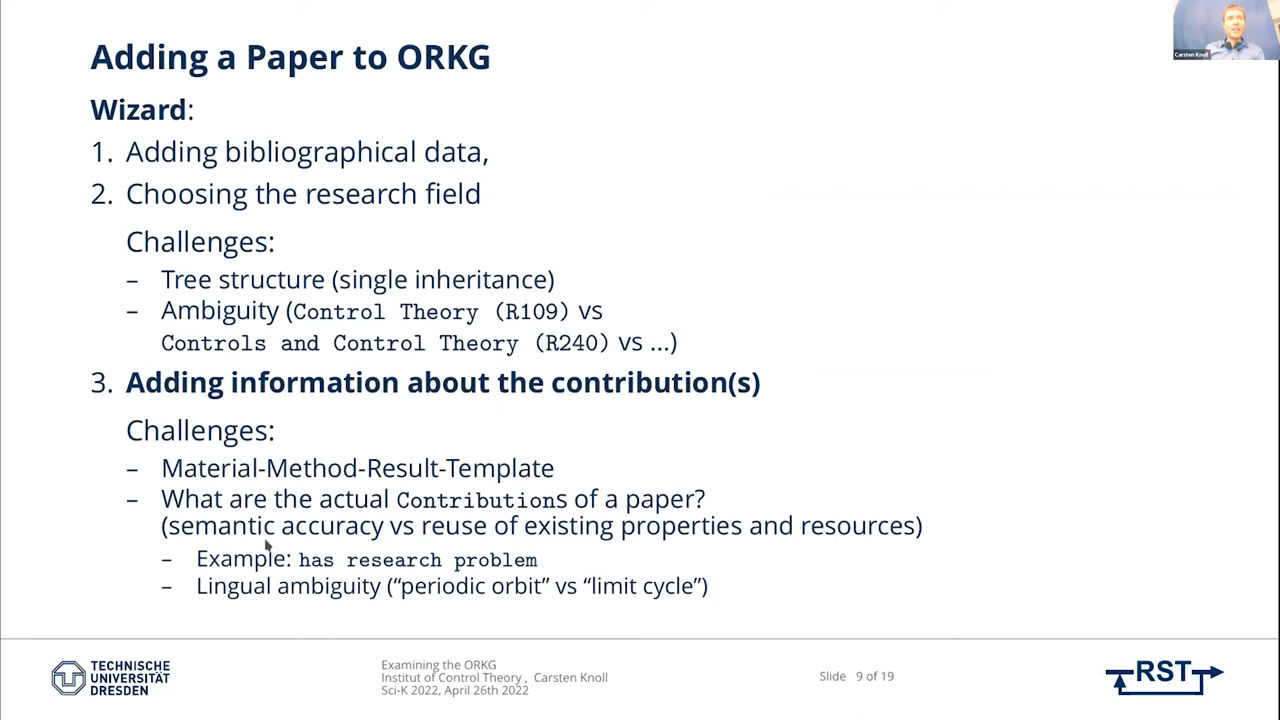 Adding a Paper to ORKG
Carsten Knoll
Wizard:
1. Adding bibliographical data,
2. Choosing the research field
Challenges:
– Tree structure (single inheritance)
– Ambiguity (Control Theory (R109) vs
Controls and Control Theory (R240) vs ...)
3. Adding information about the contribution(s)
Challenges:
– Material-Method-Result-Template
– What are the actual Contributions of a paper?
(semantic accuracy vs reuse of existing properties and resources)
– Example: has research problem
– Lingual ambiguity (“periodic orbit” vs “limit cycle”)
TECHNISCHE
UNIVERSITÄT
DRESDEN
Examining the ORKG
Institut of Control Theory , Carsten Knoll
Sci-K 2022, April 26th 2022
Slide 9 of 19
RST